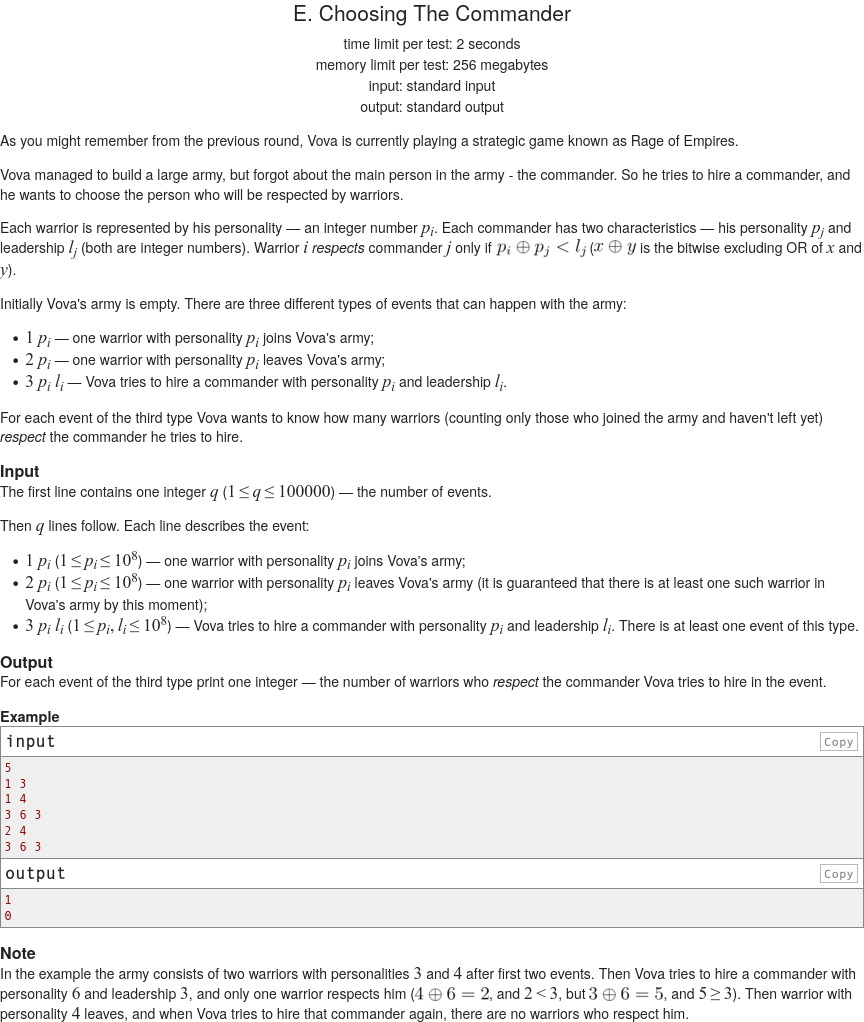 E. Choosing The Commander
time limit per test: 2 seconds
memory limit per test: 256 megabytes
input: standard input
output: standard output
As you might remember from the previous round, Vova is currently playing a strategic game known as Rage of Empires.
Vova managed to build a large army, but forgot about the main person in the army - the commander. So he tries to hire a commander, and
he wants to choose the person who will be respected by warriors.
Each warrior is represented by his personality — an integer number p_i. Each commander has two characteristics — his personality p_j and
leadership l_j (both are integer numbers). Warrior i respects commander j only if p_i ⊕ p_j < l_j (x ⊕ y is the bitwise excluding OR of x and
y).
Initially Vova's army is empty. There are three different types of events that can happen with the army:
• 1 p_i — one warrior with personality p_i joins Vova's army;
• 2 p_i — one warrior with personality p_i leaves Vova's army;
• 3 p_i l_i — Vova tries to hire a commander with personality p_i and leadership l_i.
For each event of the third type Vova wants to know how many warriors (counting only those who joined the army and haven't left yet)
respect the commander he tries to hire.
Input
The first line contains one integer q (1 ≤ q ≤ 100000) — the number of events.
Then q lines follow. Each line describes the event:
• 1 p_i (1 ≤ p_i ≤ 10^8) — one warrior with personality p_i joins Vova's army;
• 2 p_i (1 ≤ p_i ≤ 10^8) — one warrior with personality p_i leaves Vova's army (it is guaranteed that there is at least one such warrior in
Vova's army by this moment);
• 3 p_i l_i (1 ≤ p_i, l_i ≤ 10^8) — Vova tries to hire a commander with personality p_i and leadership l_i. There is at least one event of this type.
Output
For each event of the third type print one integer — the number of warriors who respect the commander Vova tries to hire in the event.
Example
input Copy
5
1 3
1 4
3 6 3
2 4
3 6 3
output Copy
1
0
Note
In the example the army consists of two warriors with personalities 3 and 4 after first two events. Then Vova tries to hire a commander with
personality 6 and leadership 3, and only one warrior respects him (4 ⊕ 6 = 2, and 2 < 3, but 3 ⊕ 6 = 5, and 5 ≥ 3). Then warrior with
personality 4 leaves, and when Vova tries to hire that commander again, there are no warriors who respect him.